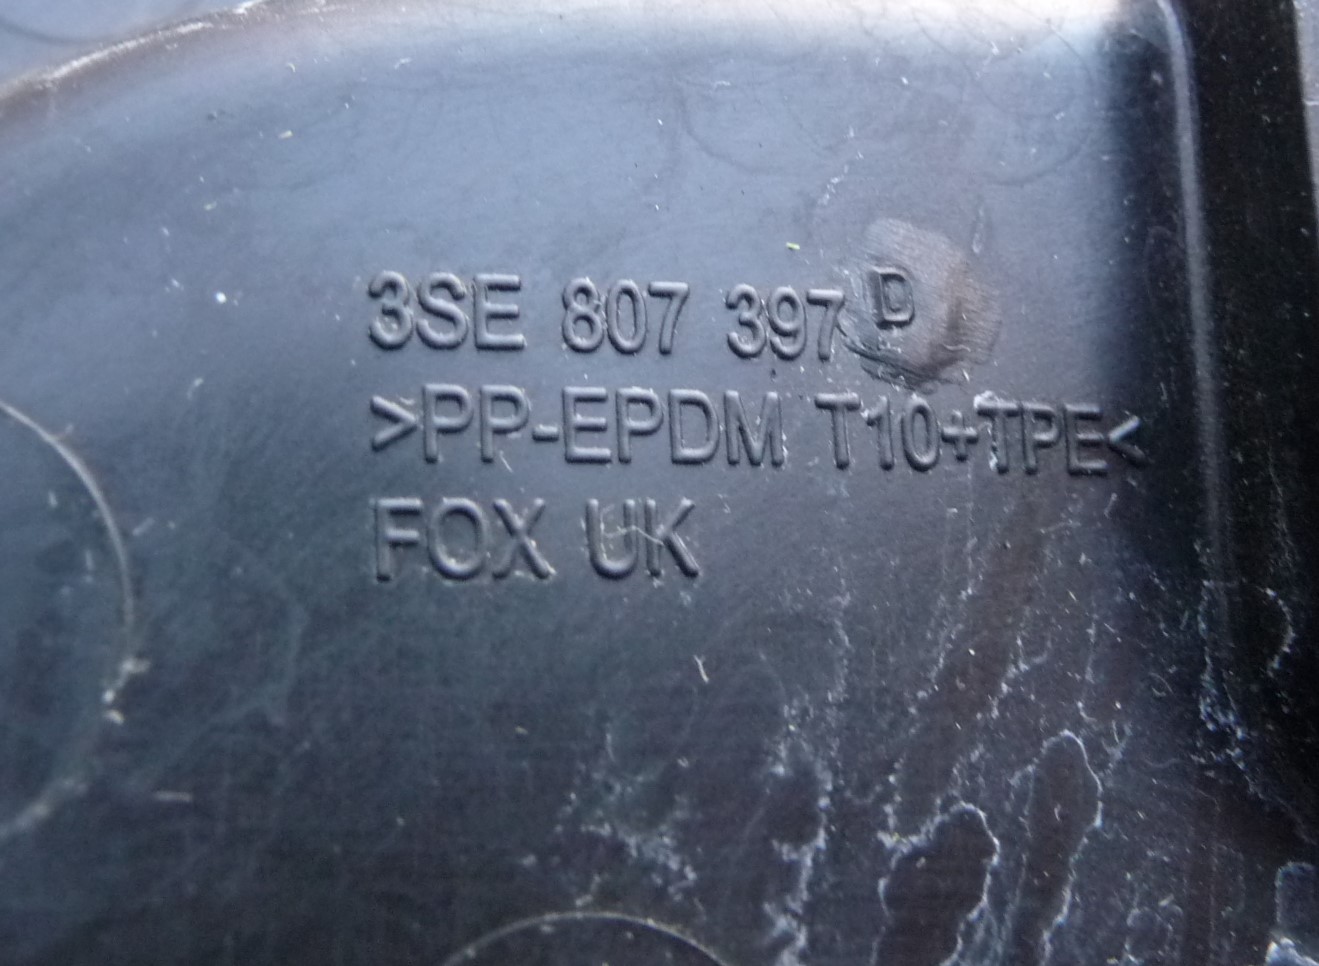 3SE 807 397 D
>PP-EPDM T10+TPE<
FOX UK